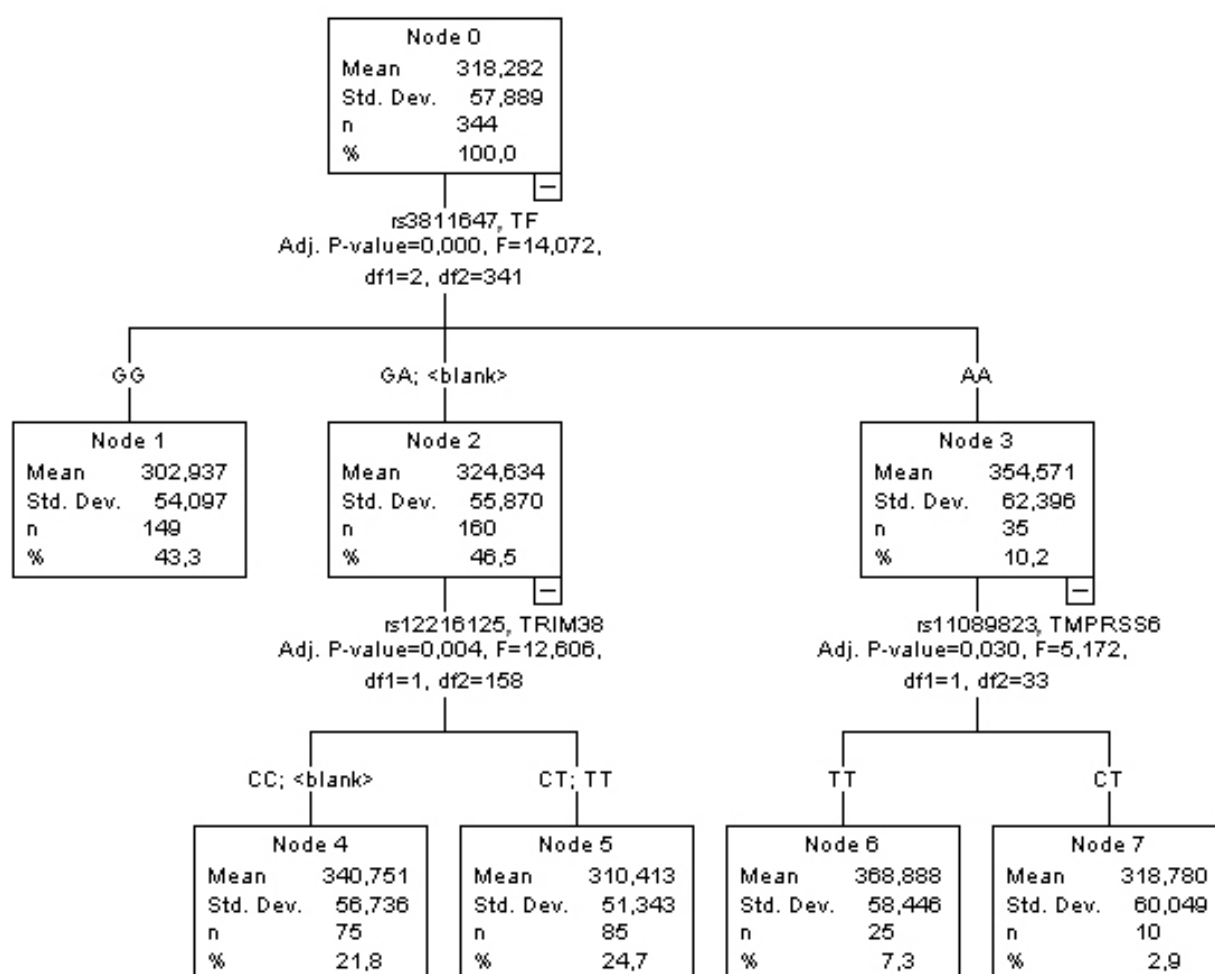 Node 0
Mean 318,282
Std. Dev. 57,889
n 344
% 100,0
rs3811647, TF
Adj. P-value=0,000, F=14,072,
df1=2, df2=341
GG
GA; <blank>
AA
Node 1
Mean 302,937
Std. Dev. 54,097
n 149
% 43,3
Node 2
Mean 324,634
Std. Dev. 55,870
n 160
% 46,5
Node 3
Mean 354,571
Std. Dev. 62,396
n 35
% 10,2
rs12216125, TRIM38
Adj. P-value=0,004, F=12,606,
df1=1, df2=158
rs11089823, TMPRSS6
Adj. P-value=0,030, F=5,172,
df1=1, df2=33
CC; <blank>
CT; TT
TT
CT
Node 4
Mean 340,751
Std. Dev. 56,736
n 75
% 21,8
Node 5
Mean 310,413
Std. Dev. 51,343
n 85
% 24,7
Node 6
Mean 368,888
Std. Dev. 58,446
n 25
% 7,3
Node 7
Mean 318,780
Std. Dev. 60,049
n 10
% 2,9